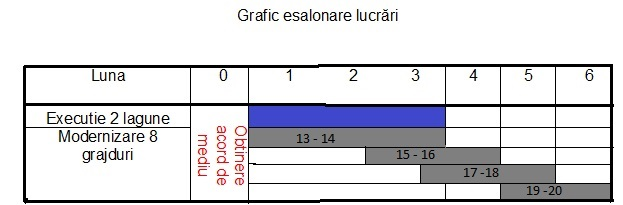 Grafic esalonare lucrări
Luna 0 1 2 3 4 5 6
Executie 2 lagune
Modernizare 8
grajduri
Obtinere
acord de
mediu
13 - 14
15 - 16
17 -18
19 -20